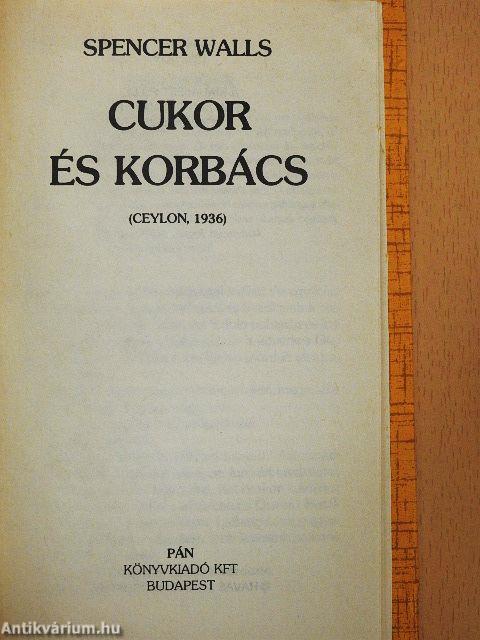 SPENCER WALLS
CUKOR
ÉS KORBÁCS
(CEYLON, 1936)
PÁN
KÖNYVKIADÓ KFT
BUDAPEST
Antikvárium.hu